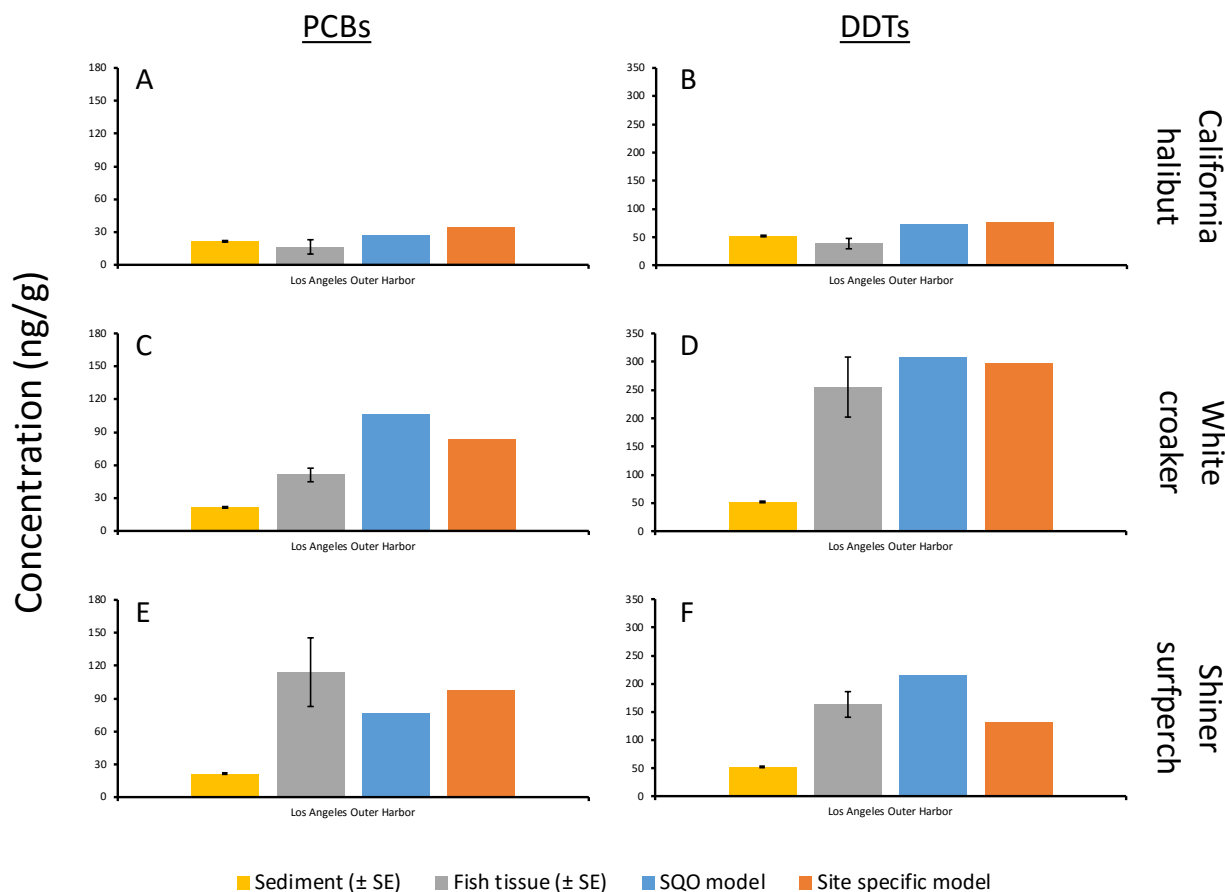 PCBs
DDTs
Concentration (ng/g)
A
180
150
120
90
60
30
0
Los Angeles Outer Harbor
B
350
300
250
200
150
100
50
0
Los Angeles Outer Harbor
California
halibut
C
180
150
120
90
60
30
0
Los Angeles Outer Harbor
D
350
300
250
200
150
100
50
0
Los Angeles Outer Harbor
White
croaker
E
180
150
120
90
60
30
0
Los Angeles Outer Harbor
F
350
300
250
200
150
100
50
0
Los Angeles Outer Harbor
Shiner
surfperch
Sediment (± SE)
Fish tissue (± SE)
SQO model
Site specific model